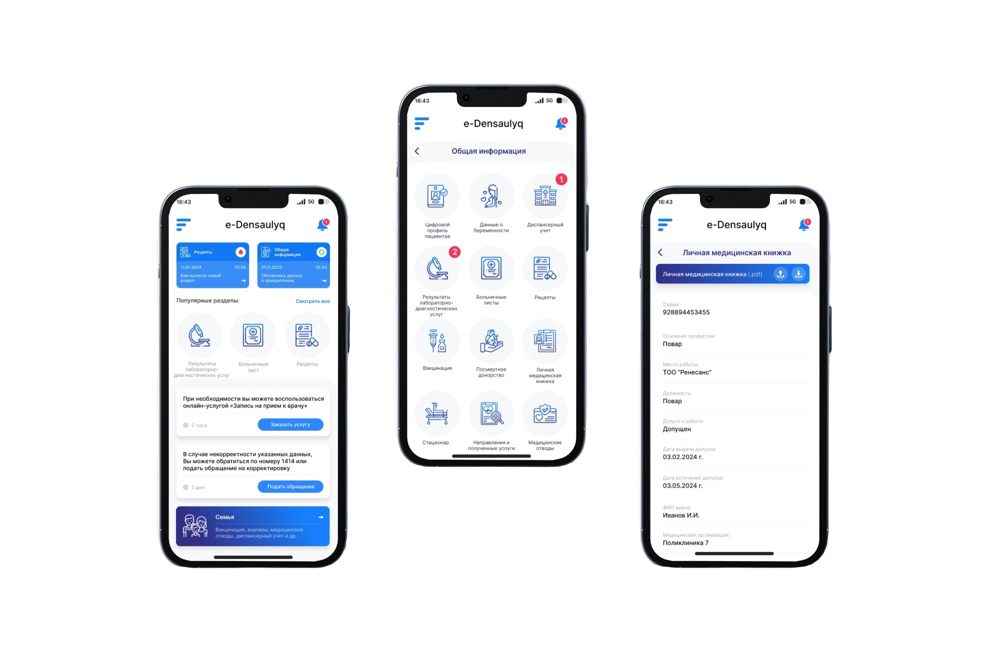 16:43
5G
e-Densaulyq
1
Рецепты
11.01.2024 10:34
Вам выписан новый
рецепт
Общая
информация
21.11.2023 10:34
Обновились данные
о прикриплении
Популярные разделы:
Смотреть все
Результаты
лабораторно-
диагностических услуг
Больничные
лист
Рецепты
При необходимости вы можете воспользоваться
онлайн-услугой «Запись на прием к врачу»
2 часа
Заказать услугу
В случае некорректности указанных данных,
Вы можете обратиться по номеру 1414 или
подать обращение на корректировку
3 дня
Подать обращение
Семья
Вакцинация, анализы, медицинские
отводы, диспансерный учет и др.
16:43
5G
e-Densaulyq
1
Общая информация
Цифровой
профиль
пациентаа
Данные о
беременности
1
Диспансерный
учет
2
Результаты
лабораторно-
диагностических
услуг
Больничные
листы
Рецепты
Вакцинация
Посмертное
донорство
Личная
медицинская
книжка
Стационар
Направления и
полученные услуги
Медицинские
отводы
16:43
5G
e-Densaulyq
1
Личная медицинская книжка
Личная медицинская книжка (.pdf)
Серия:
928894453455
Основная профессия:
Повар
Место работы:
ТОО "Ренесанс"
Должность:
Повар
Допуск к работе:
Допущен
Дата выдачи допуска:
03.02.2024 г.
Дата истечения допуска:
03.05.2024 г.
ФИО врача:
Иванов И.И.
Медицинская организация:
Поликлиника 7